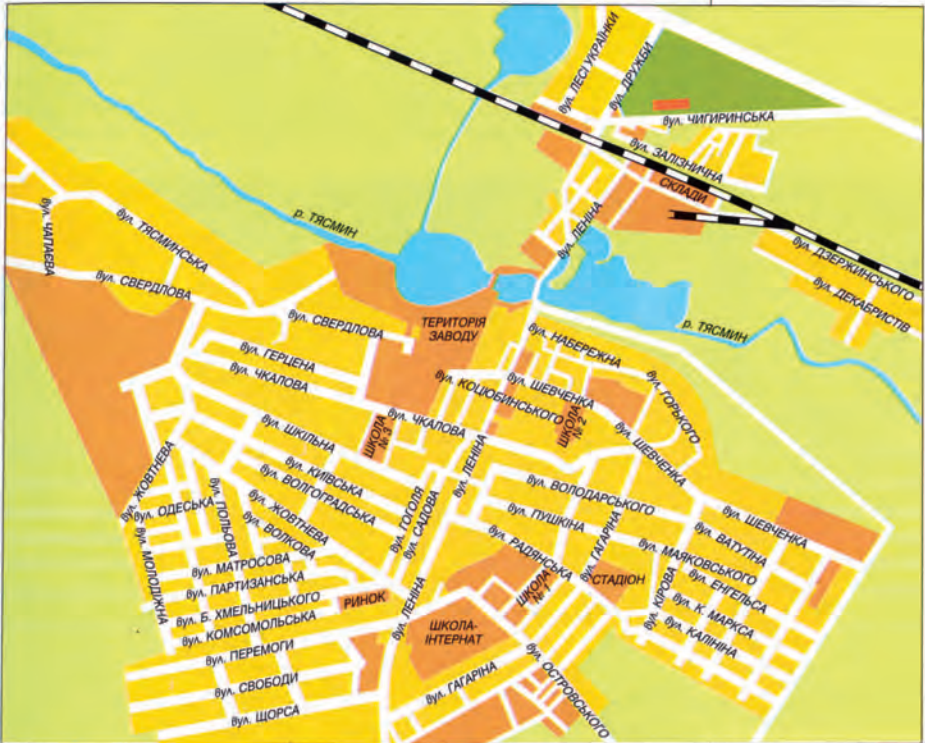 вул. ЛЕСІ УКРАЇНКИ
вул. ДРУЖБИ
вул. ЧИГИРИНСЬКА
вул. ЗАЛІЗНИЧНА
СКЛАДИ
вул. ЧАПАЄВА
вул. ТЯСМИНСЬКА
р. ТЯСМИН
вул. ЛЕНІНА
вул. ДЗЕРЖИНСЬКОГО
вул. ДЕКАБРИСТІВ
вул. СВЕРДЛОВА
вул. СВЕРДЛОВА
ТЕРИТОРІЯ
ЗАВОДУ
р. ТЯСМИН
вул. НАБЕРЕЖНА
вул. ГЕРЦЕНА
вул. ЧКАЛОВА
вул. КОЦЮБИНСЬКОГО
вул. ШЕВЧЕНКА
вул. ГОРЬКОГО
вул. ШКІЛЬНА
ШКОЛА
№ 3
вул. ЧКАЛОВА
ШКОЛА
№ 2
вул. ШЕВЧЕНКА
вул. ЖОВТНЕВА
вул. КИЇВСЬКА
вул. ВОЛГОГРАДСЬКА
вул. ЛЕНІНА
вул. ВОЛОДАРСЬКОГО
вул. ШЕВЧЕНКА
вул. ОДЕСЬКА
вул. ПОЛЬОВА
вул. ЖОВТНЕВА
вул. ВОЛКОВА
вул. ГОГОЛЯ
вул. САДОВА
вул. ПУШКІНА
вул. ГАГАРІНА
вул. ВАТУТІНА
вул. МОЛОДІЖНА
вул. МАТРОСОВА
вул. РАДЯНСЬКА
вул. МАЯКОВСЬКОГО
вул. ПАРТИЗАНСЬКА
ШКОЛА
№ 1
СТАДІОН
вул. КІРОВА
вул. ЕНГЕЛЬСА
вул. Б. ХМЕЛЬНИЦЬКОГО
РИНОК
вул. ЛЕНІНА
вул. К. МАРКСА
вул. КОМСОМОЛЬСЬКА
ШКОЛА-
ІНТЕРНАТ
вул. КАЛІНІНА
вул. ПЕРЕМОГИ
вул. СВОБОДИ
вул. ГАГАРІНА
вул. ОСТРОВСЬКОГО
вул. ЩОРСА